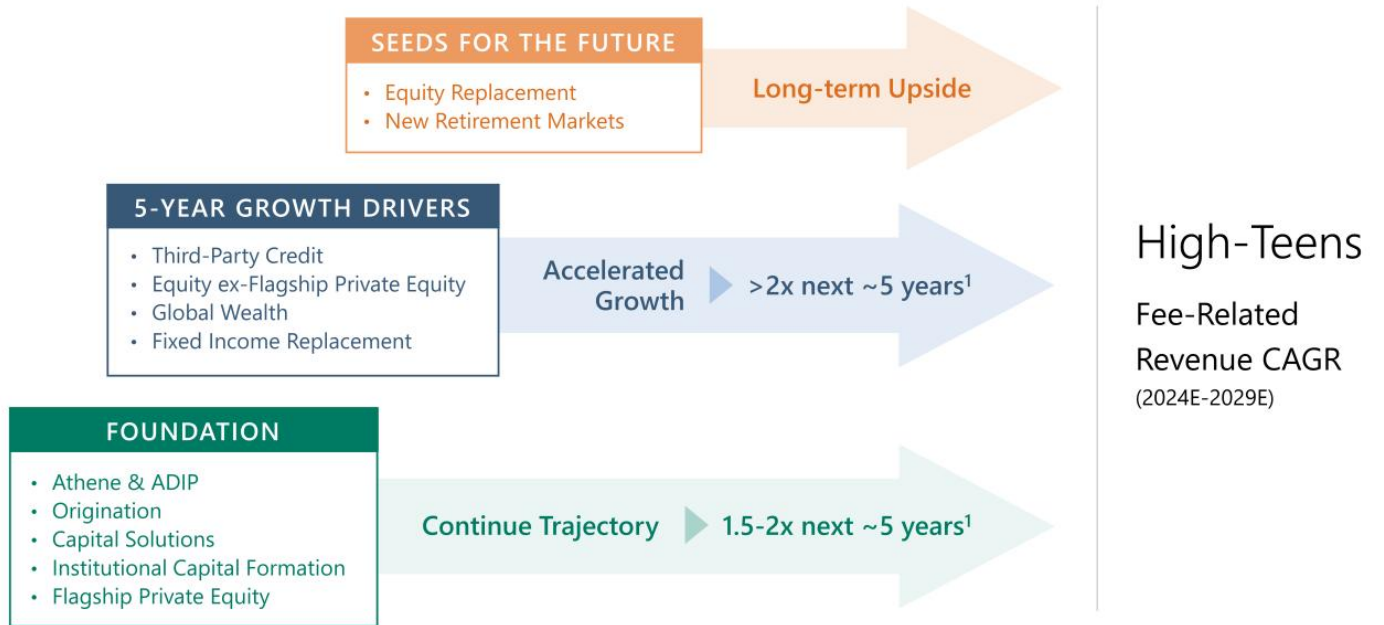 SEEDS FOR THE FUTURE
• Equity Replacement
• New Retirement Markets
Long-term Upside
5-YEAR GROWTH DRIVERS
• Third-Party Credit
• Equity ex-Flagship Private Equity
• Global Wealth
• Fixed Income Replacement
Accelerated
Growth
>2x next ~5 years¹
FOUNDATION
• Athene & ADIP
• Origination
• Capital Solutions
• Institutional Capital Formation
• Flagship Private Equity
Continue Trajectory
1.5-2x next ~5 years¹
High-Teens
Fee-Related
Revenue CAGR
(2024E-2029E)